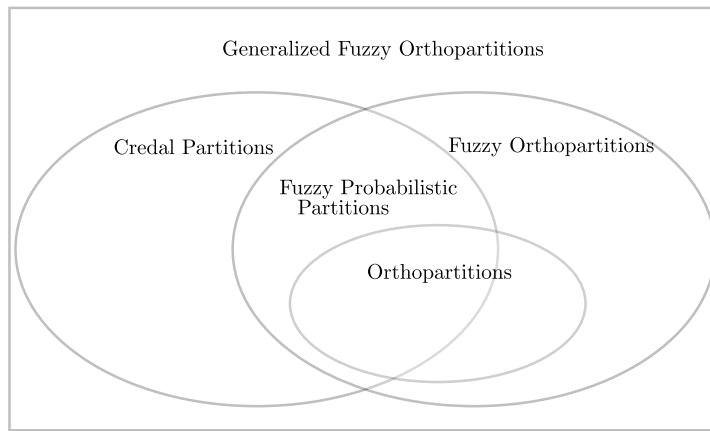 Generalized Fuzzy Orthopartitions
Credal Partitions
Fuzzy Orthopartitions
Fuzzy Probabilistic
Partitions
Orthopartitions